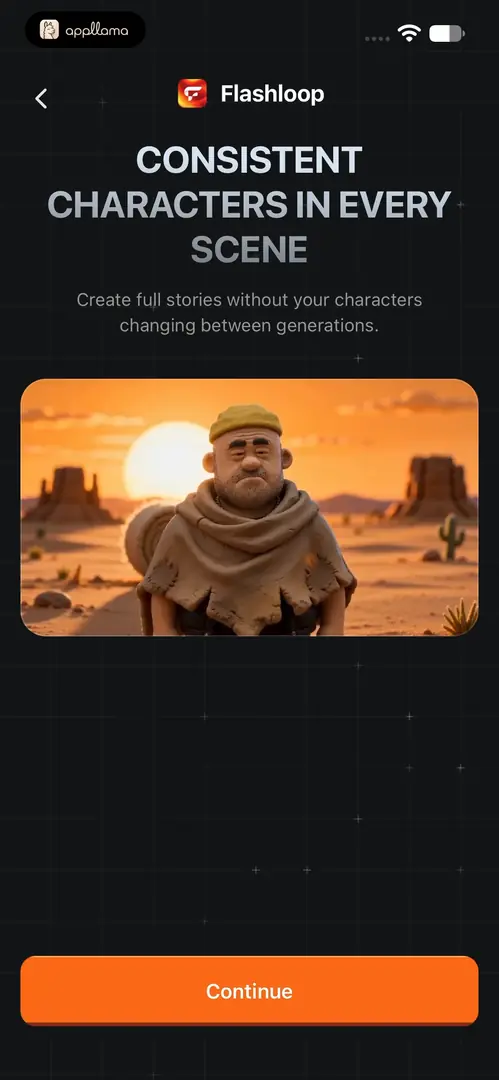 appllama
Flashloop
CONSISTENT
CHARACTERS IN EVERY
SCENE
Create full stories without your characters
changing between generations.
Continue